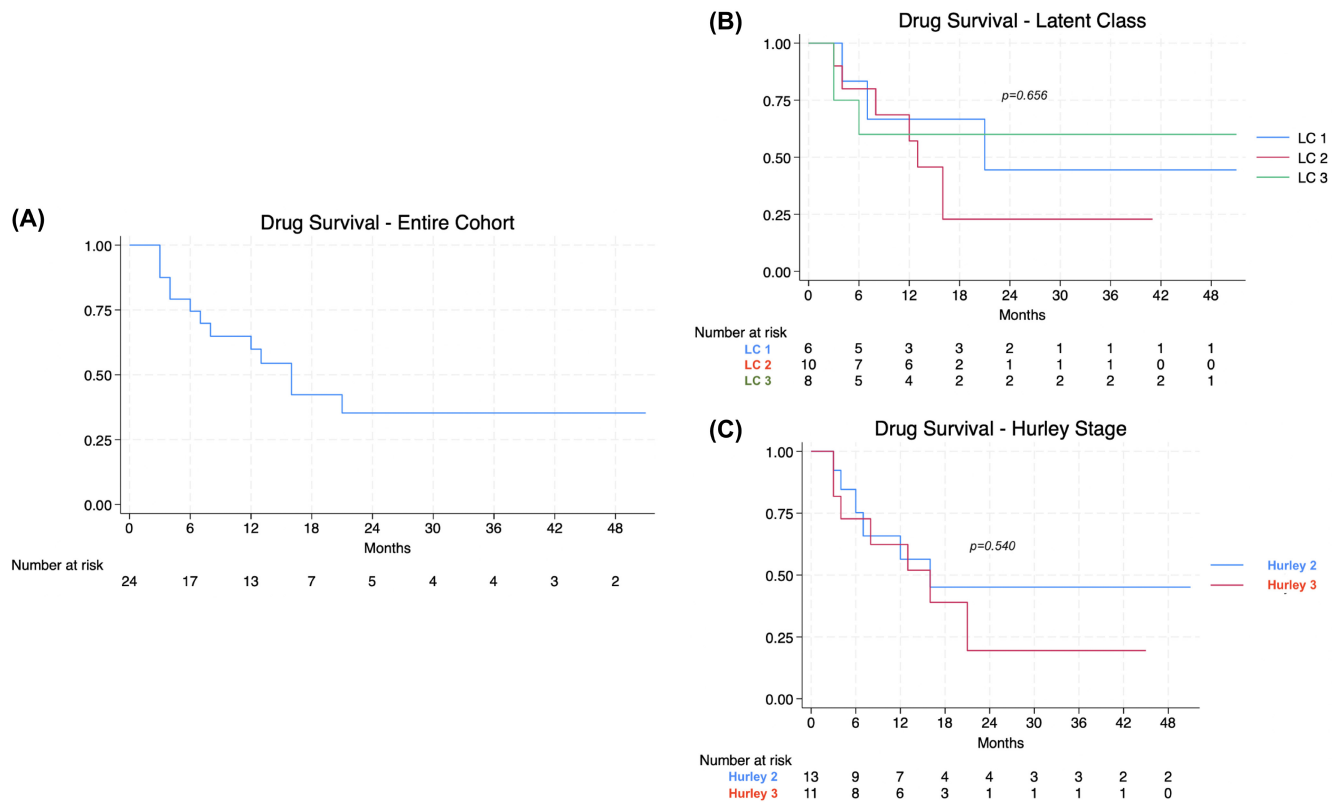 (A)
Drug Survival - Entire Cohort
1.00
0.75
0.50
0.25
0.00
0 6 12 18 24 30 36 42 48
Months
Number at risk
24 17 13 7 5 4 4 3 2
(B)
Drug Survival - Latent Class
1.00
0.75
0.50
0.25
0.00
p=0.656
LC 1
LC 2
LC 3
0 6 12 18 24 30 36 42 48
Months
Number at risk
LC 1 6 5 3 3 2 1 1 1 1
LC 2 10 7 6 2 1 1 1 0 0
LC 3 8 5 4 2 2 2 2 2 1
(C)
Drug Survival - Hurley Stage
1.00
0.75
0.50
0.25
0.00
p=0.540
Hurley 2
Hurley 3
0 6 12 18 24 30 36 42 48
Months
Number at risk
Hurley 2 13 9 7 4 4 3 3 2 2
Hurley 3 11 8 6 3 1 1 1 1 0